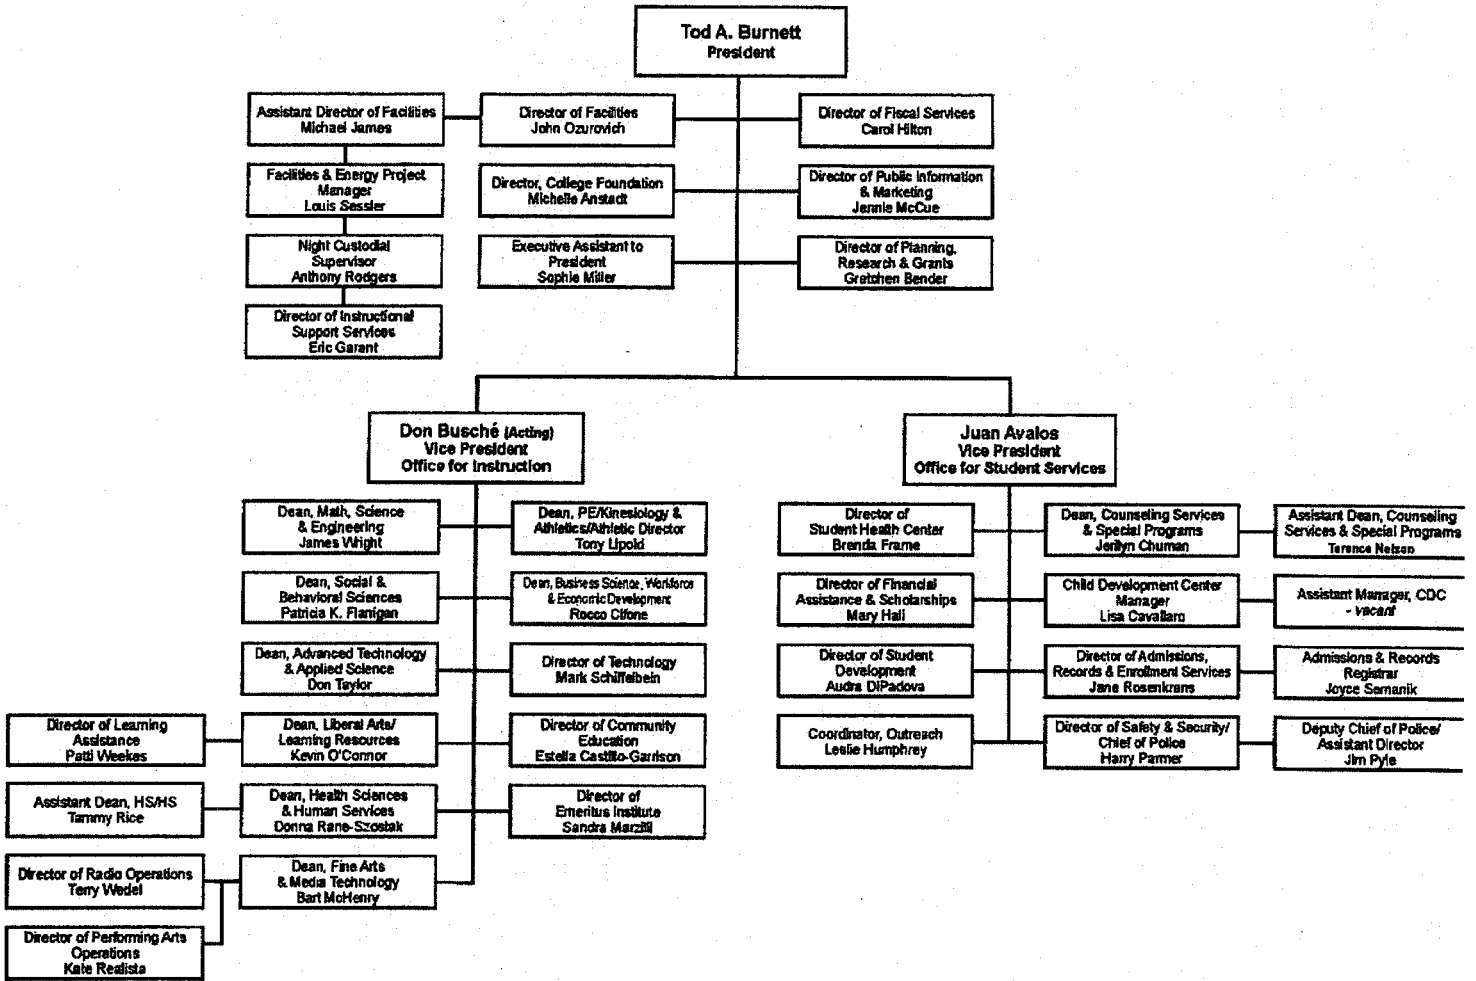 Tod A. Burnett
President
Assistant Director of Facilities
Michael James
Director of Facilities
John Ozurovich
Director of Fiscal Services
Carol Hilton
Facilities & Energy Project
Manager
Louis Sessler
Director, College Foundation
Michelle Anstadt
Director of Public Information
& Marketing
Jennie McCue
Night Custodial
Supervisor
Anthony Rodgers
Executive Assistant to
President
Sophie Miller
Director of Planning,
Research & Grants
Gretchen Bender
Director of Instructional
Support Services
Eric Garant
Don Busché (Acting)
Vice President
Office for Instruction
Juan Avalos
Vice President
Office for Student Services
Dean, Math, Science
& Engineering
James Wright
Dean, PE/Kinesiology &
Athletics/Athletic Director
Tony Lipold
Director of
Student Health Center
Brenda Frame
Dean, Counseling Services
& Special Programs
Jerilyn Chuman
Assistant Dean, Counseling
Services & Special Programs
Terence Nelson
Dean, Social &
Behavioral Sciences
Patricia K. Flanigan
Dean, Business Science, Workforce
& Economic Development
Rocco Cifone
Director of Financial
Assistance & Scholarships
Mary Hall
Child Development Center
Manager
Lisa Cavallaro
Assistant Manager, CDC
- vacant
Dean, Advanced Technology
& Applied Science
Don Taylor
Director of Technology
Mark Schiffelbein
Director of Student
Development
Audra DiPadova
Director of Admissions,
Records & Enrollment Services
Jane Rosenkrans
Admissions & Records
Registrar
Joyce Semanik
Director of Learning
Assistance
Patti Weekes
Dean, Liberal Arts/
Learning Resources
Kevin O'Connor
Director of Community
Education
Estella Castillo-Garrison
Coordinator, Outreach
Leslie Humphrey
Director of Safety & Security/
Chief of Police
Harry Parmer
Deputy Chief of Police/
Assistant Director
Jim Pyle
Assistant Dean, HS/HS
Tammy Rice
Dean, Health Sciences
& Human Services
Donna Rane-Szostak
Director of
Emeritus Institute
Sandra Marzilli
Director of Radio Operations
Terry Wedel
Dean, Fine Arts
& Media Technology
Bart McHenry
Director of Performing Arts
Operations
Kate Realista